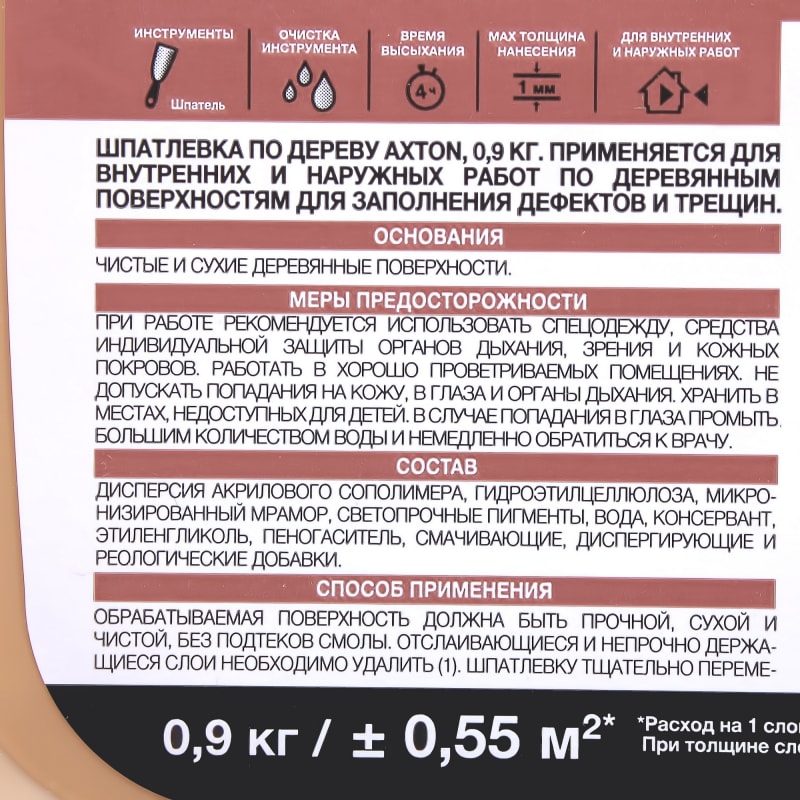 ИНСТРУМЕНТЫ
Шпатель
ОЧИСТКА
ИНСТРУМЕНТА
ВРЕМЯ
ВЫСЫХАНИЯ
4ч
МАХ ТОЛЩИНА
НАНЕСЕНИЯ
1 мм
ДЛЯ ВНУТРЕННИХ
И НАРУЖНЫХ РАБОТ
ШПАТЛЕВКА ПО ДЕРЕВУ AXTON, 0,9 КГ. ПРИМЕНЯЕТСЯ ДЛЯ
ВНУТРЕННИХ И НАРУЖНЫХ РАБОТ ПО ДЕРЕВЯННЫМ
ПОВЕРХНОСТЯМ ДЛЯ ЗАПОЛНЕНИЯ ДЕФЕКТОВ И ТРЕЩИН.
ОСНОВАНИЯ
ЧИСТЫЕ И СУХИЕ ДЕРЕВЯННЫЕ ПОВЕРХНОСТИ.
МЕРЫ ПРЕДОСТОРОЖНОСТИ
ПРИ РАБОТЕ РЕКОМЕНДУЕТСЯ ИСПОЛЬЗОВАТЬ СПЕЦОДЕЖДУ, СРЕДСТВА
ИНДИВИДУАЛЬНОЙ ЗАЩИТЫ ОРГАНОВ ДЫХАНИЯ, ЗРЕНИЯ И КОЖНЫХ
ПОКРОВОВ. РАБОТАТЬ В ХОРОШО ПРОВЕТРИВАЕМЫХ ПОМЕЩЕНИЯХ. НЕ
ДОПУСКАТЬ ПОПАДАНИЯ НА КОЖУ, В ГЛАЗА И ОРГАНЫ ДЫХАНИЯ. ХРАНИТЬ В
МЕСТАХ, НЕДОСТУПНЫХ ДЛЯ ДЕТЕЙ. В СЛУЧАЕ ПОПАДАНИЯ В ГЛАЗА ПРОМЫТЬ
БОЛЬШИМ КОЛИЧЕСТВОМ ВОДЫ И НЕМЕДЛЕННО ОБРАТИТЬСЯ К ВРАЧУ.
СОСТАВ
ДИСПЕРСИЯ АКРИЛОВОГО СОПОЛИМЕРА, ГИДРОЭТИЛЦЕЛЛЮЛОЗА, МИКРО-
НИЗИРОВАННЫЙ МРАМОР, СВЕТОПРОЧНЫЕ ПИГМЕНТЫ, ВОДА, КОНСЕРВАНТ,
ЭТИЛЕНГЛИКОЛЬ, ПЕНОГАСИТЕЛЬ, СМАЧИВАЮЩИЕ, ДИСПЕРГИРУЮЩИЕ И
РЕОЛОГИЧЕСКИЕ ДОБАВКИ.
СПОСОБ ПРИМЕНЕНИЯ
ОБРАБАТЫВАЕМАЯ ПОВЕРХНОСТЬ ДОЛЖНА БЫТЬ ПРОЧНОЙ, СУХОЙ И
ЧИСТОЙ, БЕЗ ПОДТЕКОВ СМОЛЫ. ОТСЛАИВАЮЩИЕСЯ И НЕПРОЧНО ДЕРЖА-
ЩИЕСЯ СЛОИ НЕОБХОДИМО УДАЛИТЬ (1). ШПАТЛЕВКУ ТЩАТЕЛЬНО ПЕРЕМЕ-
0,9 кг / ± 0,55 м²*
*Расход на 1 сло
При толщине сло